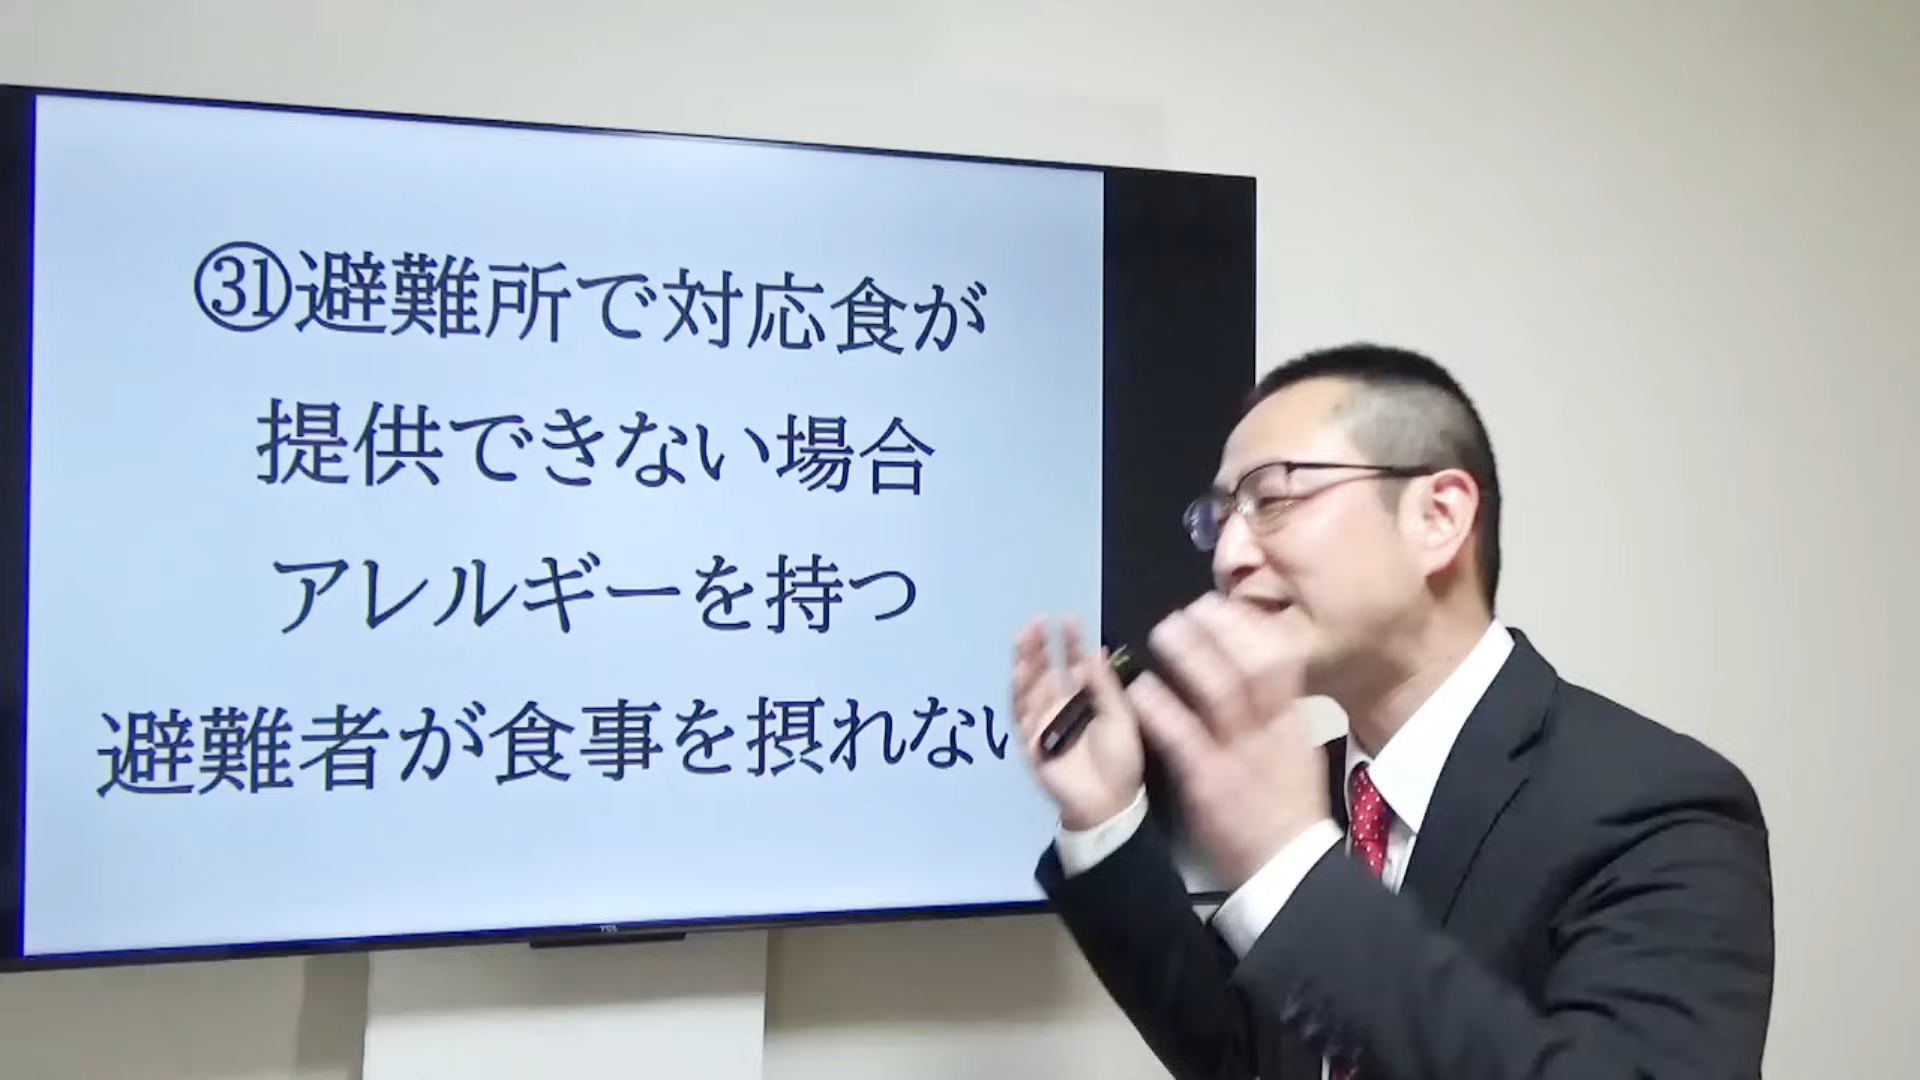 ㉛避難所で対応食が
提供できない場合
アレルギーを持つ
避難者が食事を摂れない
TCL